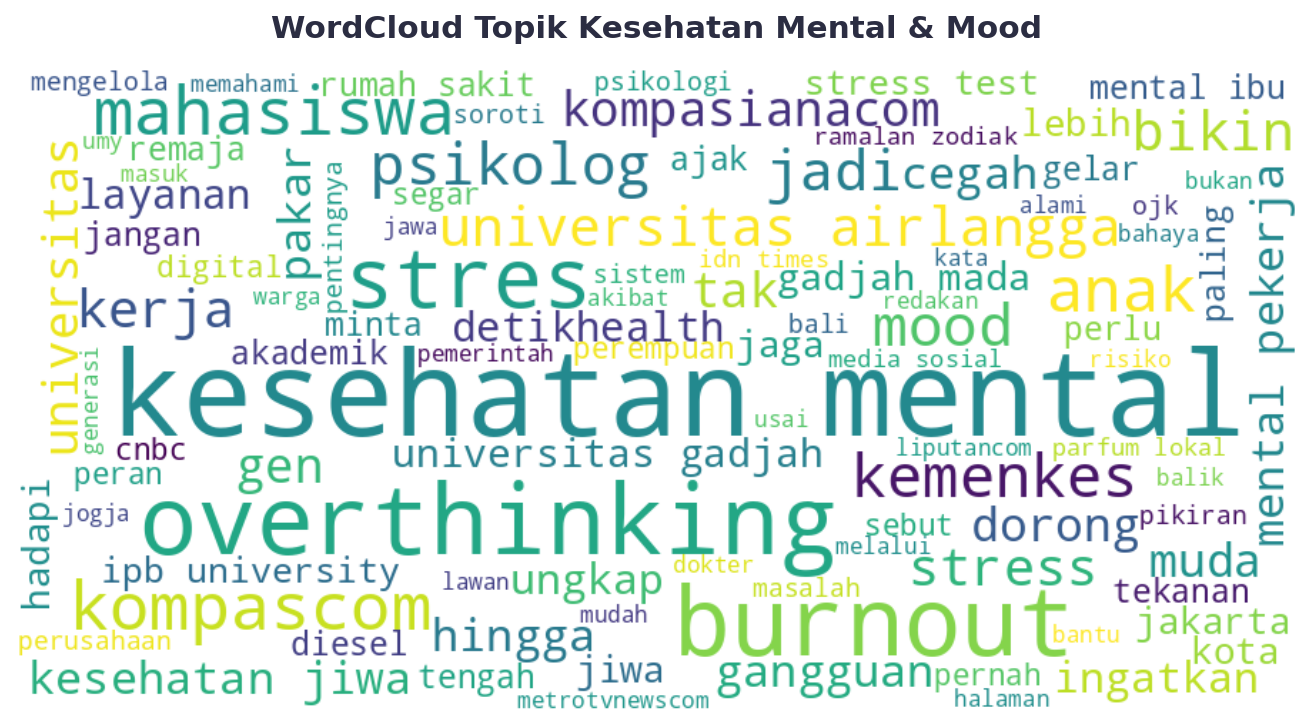 WordCloud Topik Kesehatan Mental & Mood
mengelola
memahami
rumah sakit
psikologi
stress test
mental ibu
mahasiswa
soroti
kompasianacom
ramalan zodiak
lebih
bikin
umy
remaja
masuk
psikolog
ajak
jadi
cegah
gelar
bukan
universitas
layanan
pakar
pentingnya
segar
jawa
universitas airlangga
alami
ojk
bahaya
paling
mental pekerja
jangan
digital
warga
stres
sistem
akibat
idn times
tak
gadjah mada
kata
redakan
anak
kerja
minta
detikhealth
bali
mood
perlu
akademik
pemerintah
perempuan
jaga
media sosial
risiko
generasi
kesehatan mental
usai
cnbc
peran
gen
universitas gadjah
liputancom
parfum lokal
kemenkes
balik
hadapi
jogja
overthinking
sebut
dorong
pikiran
melalui
ipb university
lawan
ungkap
dokter
masalah
stress
muda
tekanan
kompascom
mudah
burnout
bantu
jakarta
perusahaan
diesel
hingga
kota
kesehatan jiwa
tengah
jiwa
gangguan
pernah
ingatkan
metrotvnewscom
halaman